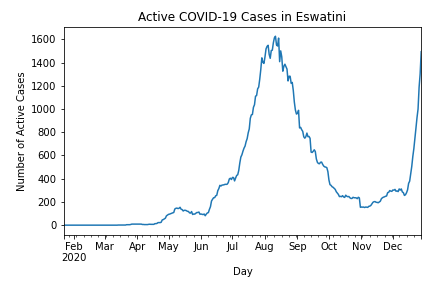 Active COVID-19 Cases in Eswatini
Number of Active Cases
1600
1400
1200
1000
800
600
400
200
0
Feb Mar Apr May Jun Jul Aug Sep Oct Nov Dec
2020
Day